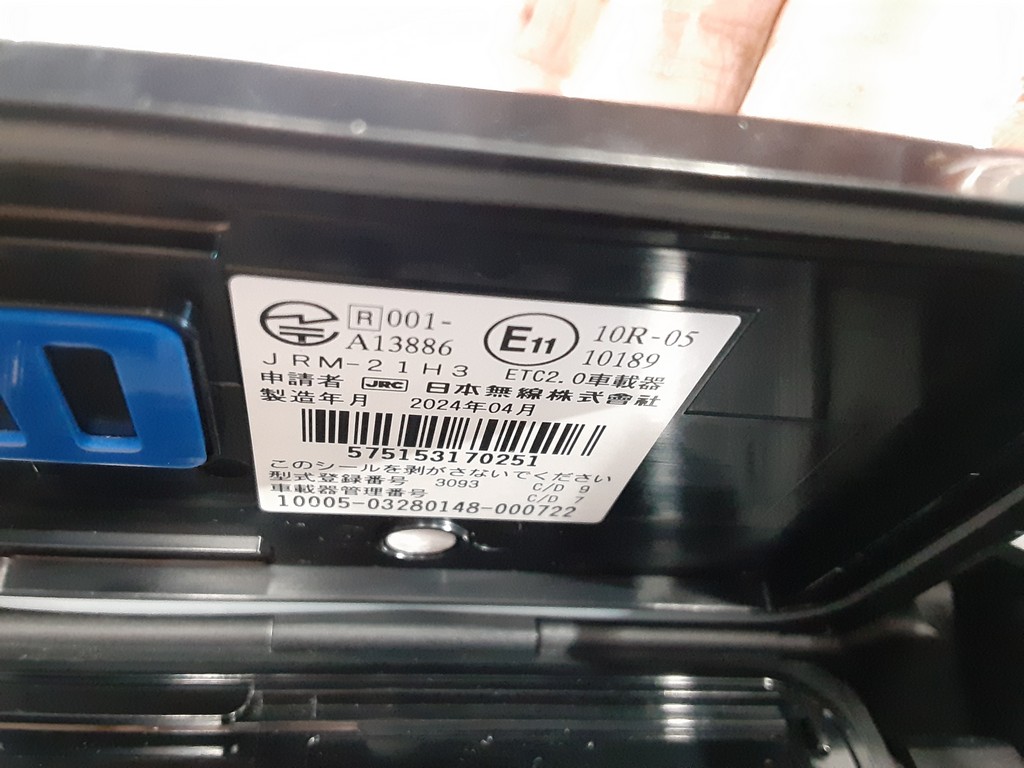 R 001-
A13886
E11
10R-05
10189
JRM-21H3
ETC2.0車載器
申請者 JRC 日本無線株式會社
製造年月 2024年04月
575153170251
このシールを剥がさないでください
型式登録番号 3093 C/D 9
車載器管理番号 C/D 7
10005-03280148-000722